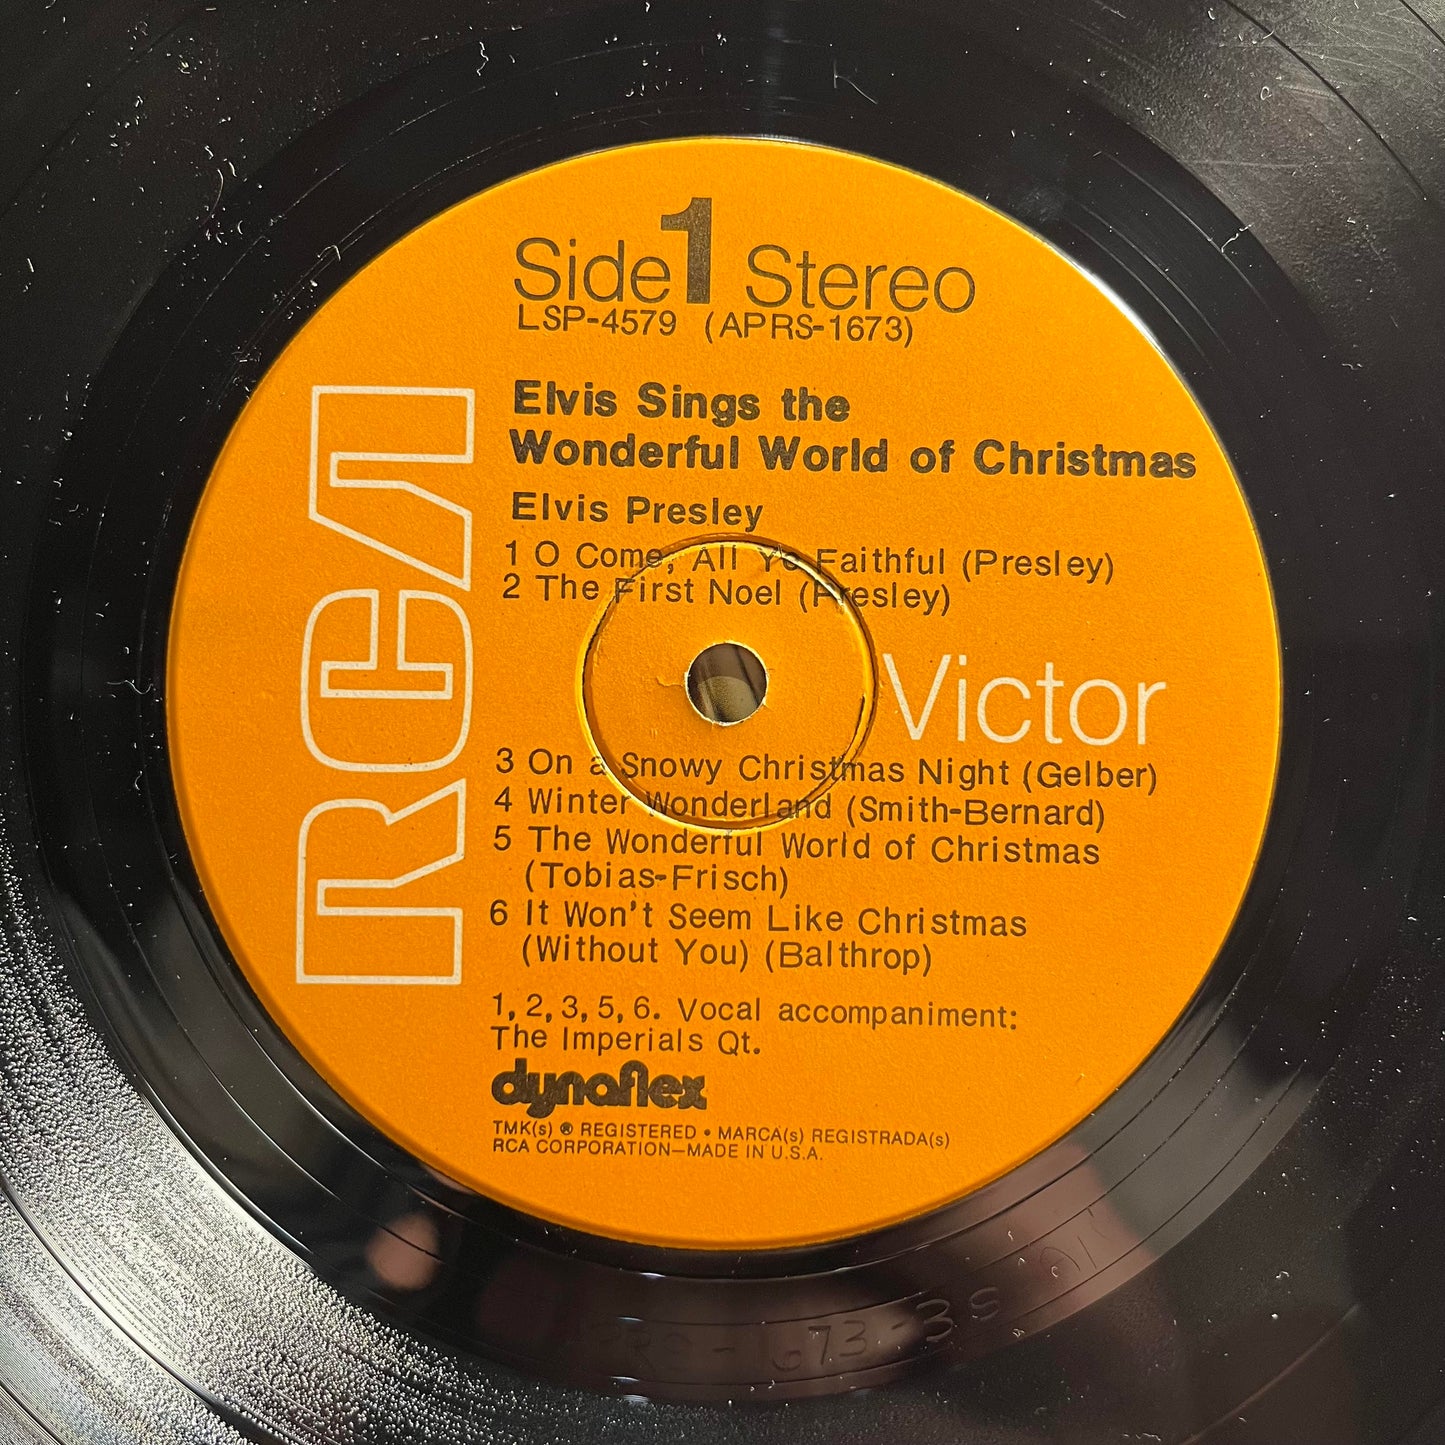 Side 1 Stereo
LSP-4579 (APRS-1673)
Elvis Sings the
Wonderful World of Christmas
Elvis Presley
1 O Come, All Ye Faithful (Presley)
2 The First Noel (Presley)
RCA
Victor
3 On a Snowy Christmas Night (Gelber)
4 Winter Wonderland (Smith-Bernard)
5 The Wonderful World of Christmas
(Tobias-Frisch)
6 It Won't Seem Like Christmas
(Without You) (Balthrop)
1, 2, 3, 5, 6. Vocal accompaniment:
The Imperials Qt.
dynaflex
TMK(s) ® REGISTERED • MARCA(s) REGISTRADA(s)
RCA CORPORATION—MADE IN U.S.A.
1673-3S